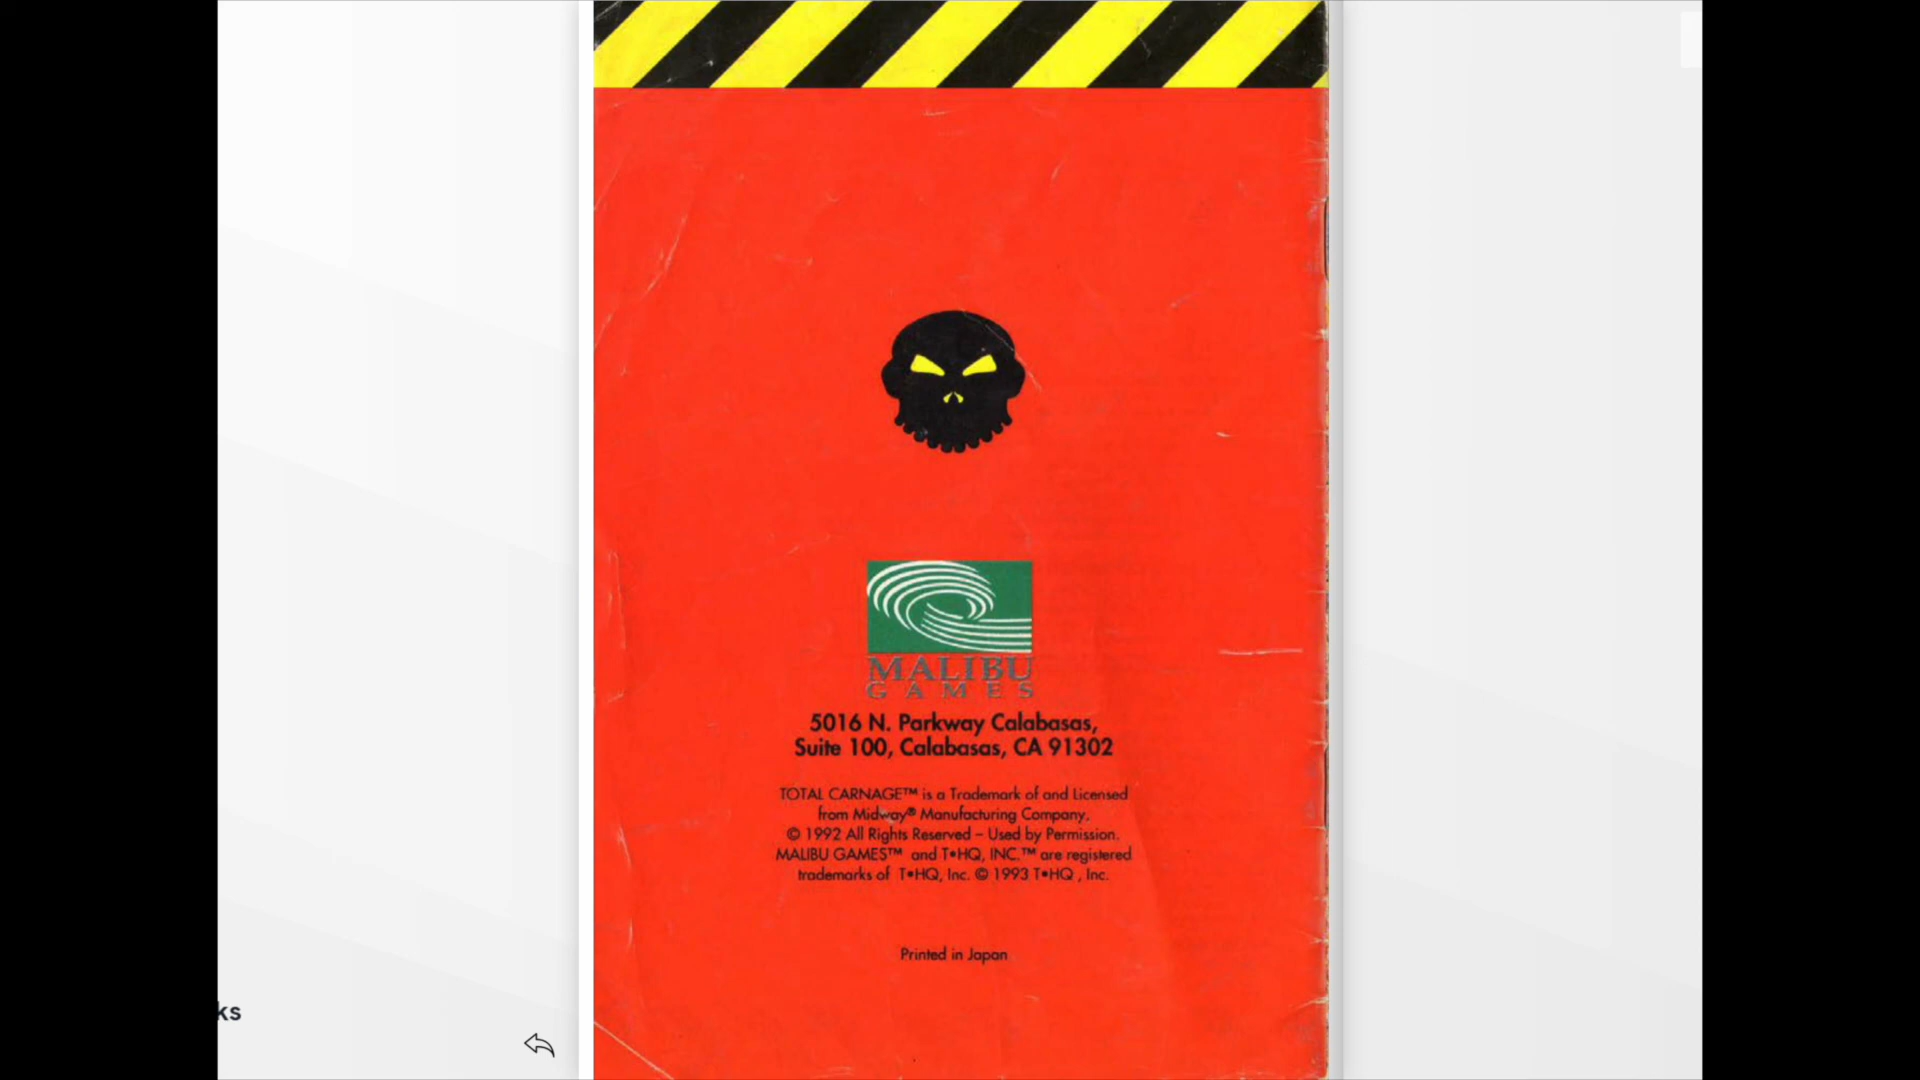 MALIBU
GAMES
5016 N. Parkway Calabasas,
Suite 100, Calabasas, CA 91302
TOTAL CARNAGE™ is a Trademark of and Licensed
from Midway® Manufacturing Company.
© 1992 All Rights Reserved – Used by Permission.
MALIBU GAMES™ and T•HQ, INC.™ are registered
trademarks of T•HQ, Inc. © 1993 T•HQ , Inc.
Printed in Japan
ks